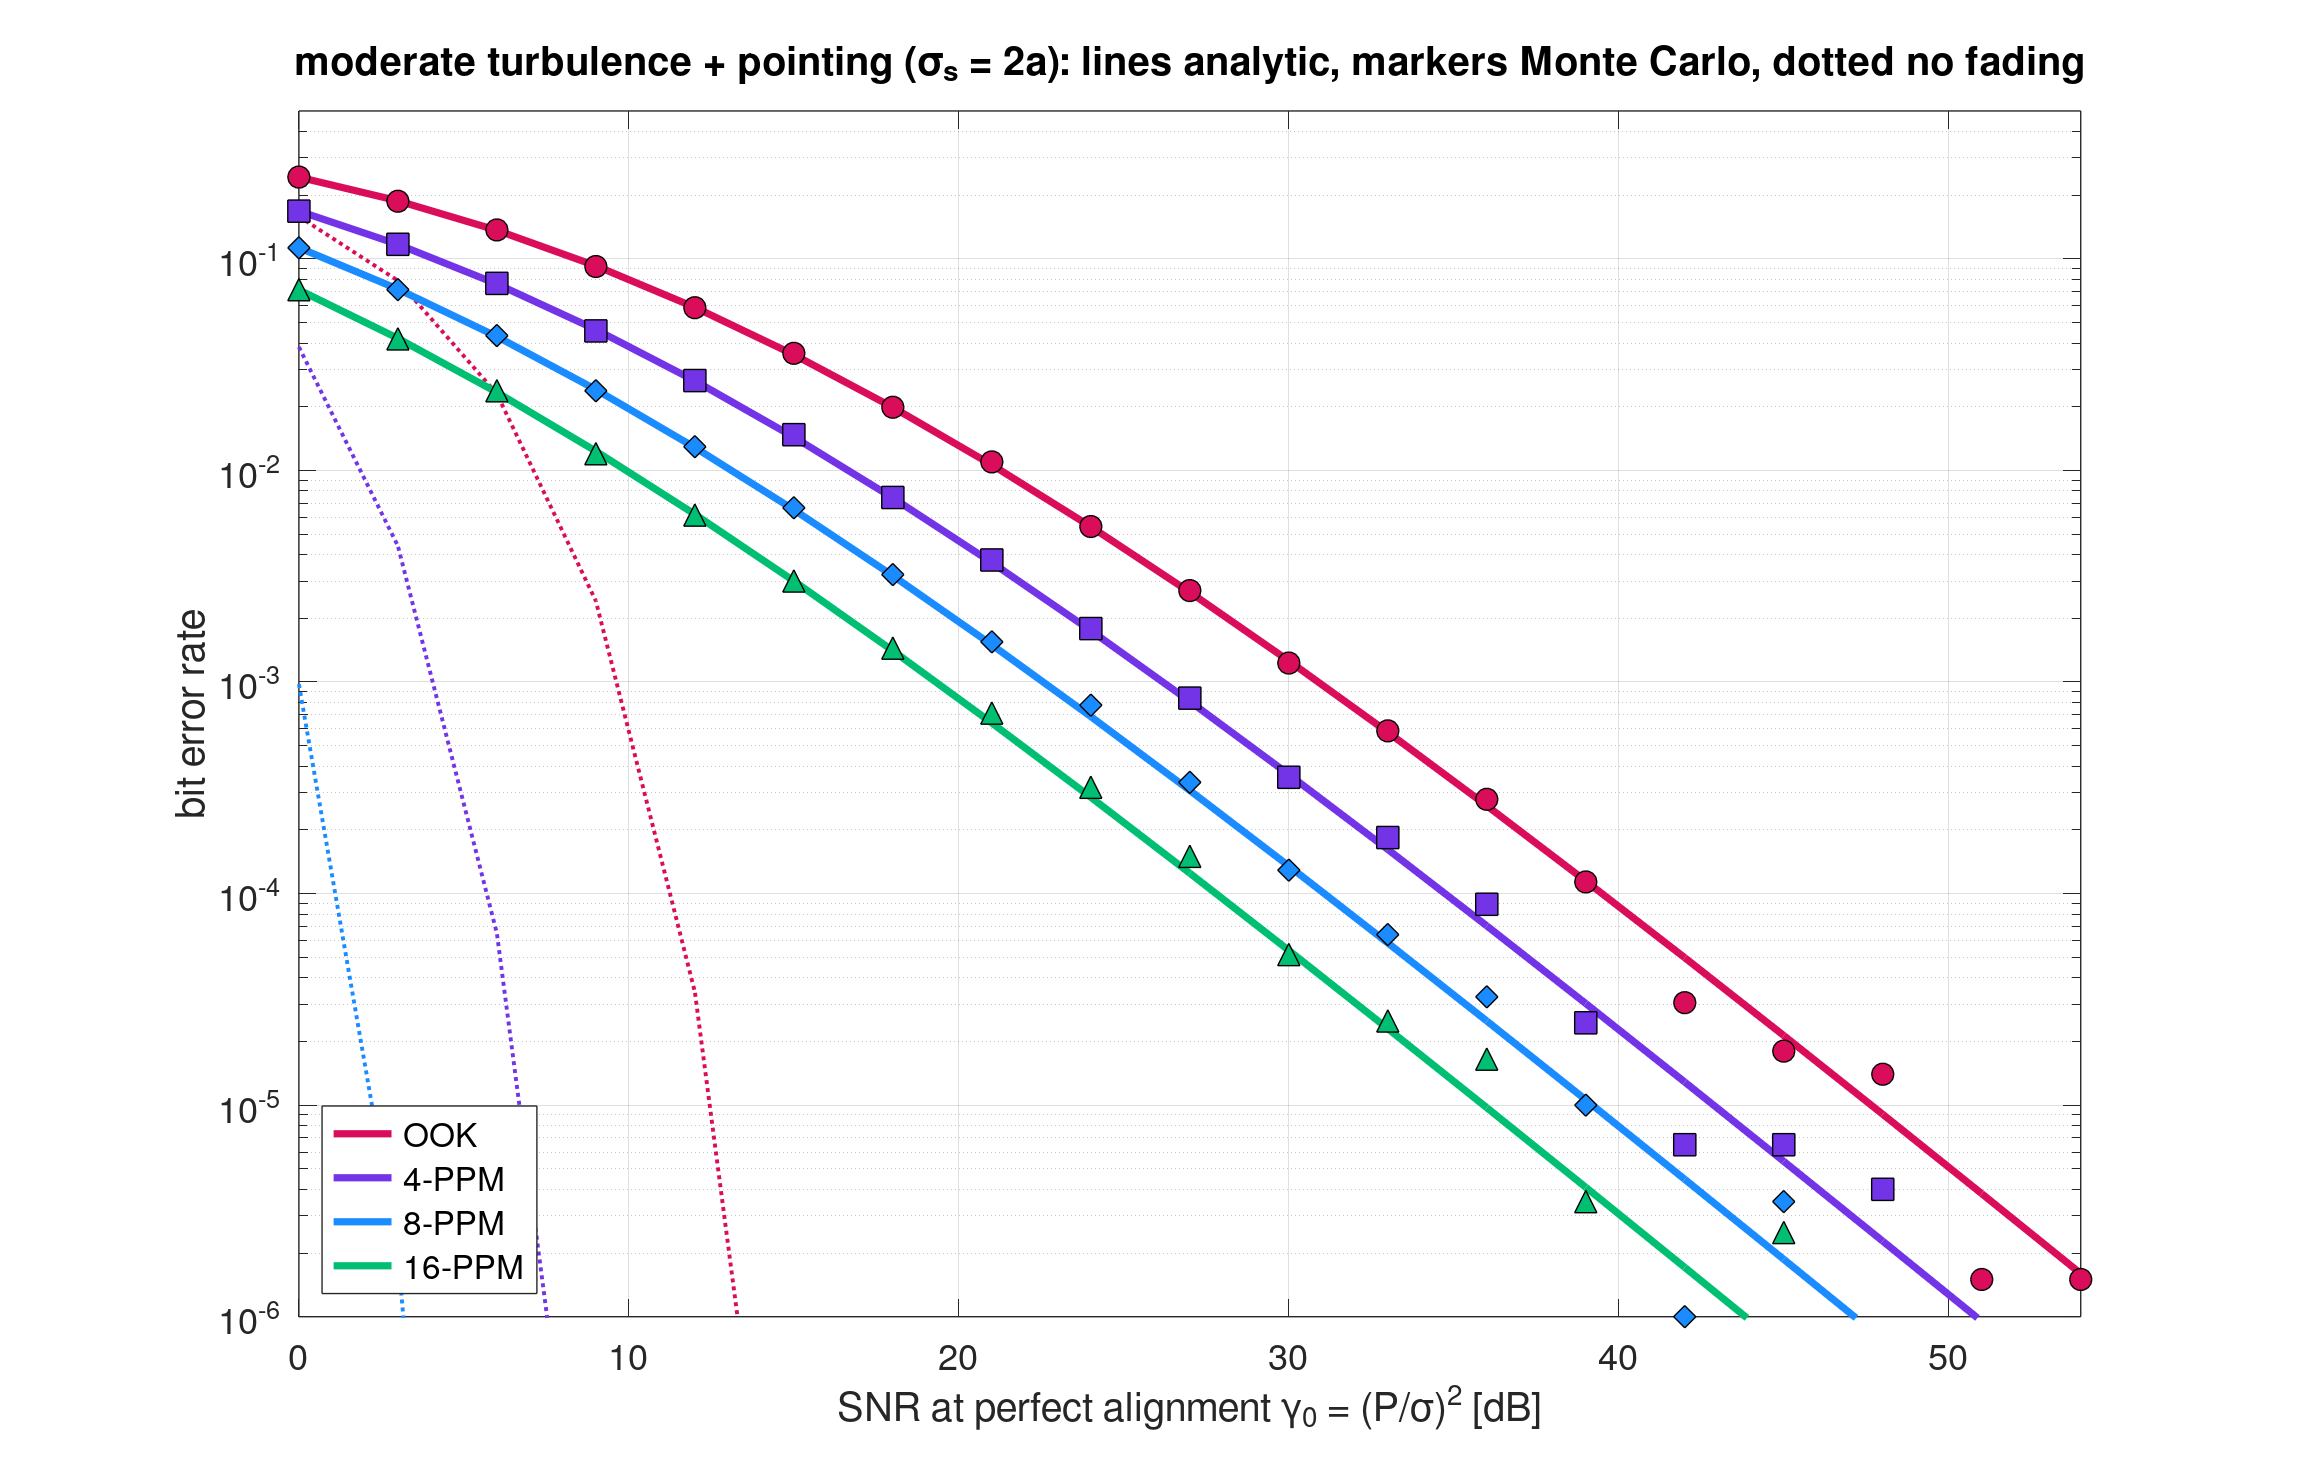 moderate turbulence + pointing (σₛ = 2a): lines analytic, markers Monte Carlo, dotted no fading
bit error rate
10⁻¹
10⁻²
10⁻³
10⁻⁴
10⁻⁵
10⁻⁶
OOK
4-PPM
8-PPM
16-PPM
0 10 20 30 40 50
SNR at perfect alignment γ₀ = (P/σ)² [dB]